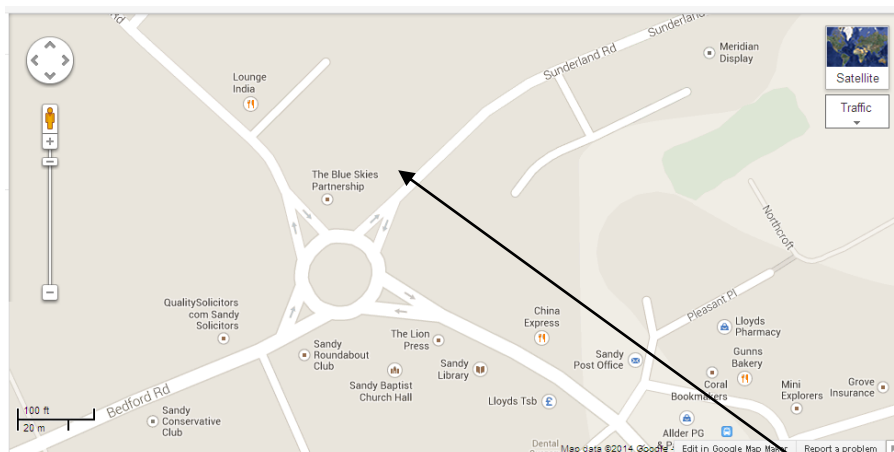 Rd
Sunderland Rd
Sunderland
Meridian
Display
Satellite
Traffic
Lounge
India
The Blue Skies
Partnership
Northcroft
QualitySolicitors
com Sandy
Solicitors
China
Express
Pleasant Pl
Lloyds
Pharmacy
The Lion
Press
Sandy
Roundabout
Club
Sandy
Library
Sandy
Post Office
Gunns
Bakery
Sandy Baptist
Church Hall
Coral
Bookmakers
Mini
Explorers
Grove
Insurance
Bedford Rd
Lloyds Tsb
£
100 ft
20 m
Sandy
Conservative
Club
Allder PG
& P
Dental
Map data ©2014 Google -
Edit in Google Map Maker
Report a problem